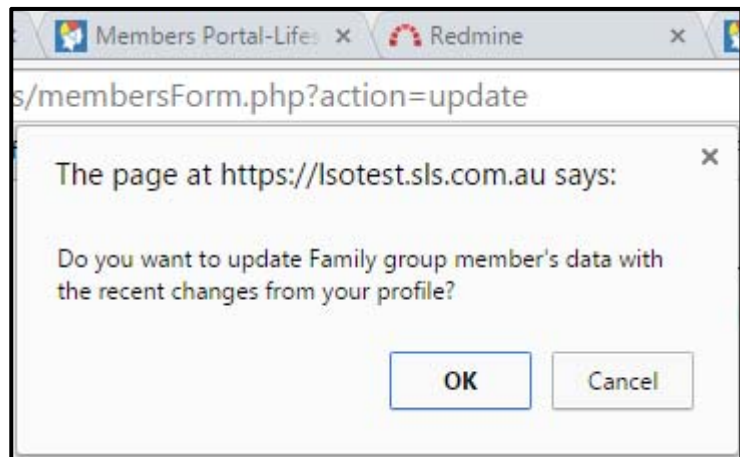 Members Portal-Lifes
Redmine
s/membersForm.php?action=update
The page at https://lsotest.sls.com.au says:
Do you want to update Family group member's data with
the recent changes from your profile?
OK
Cancel